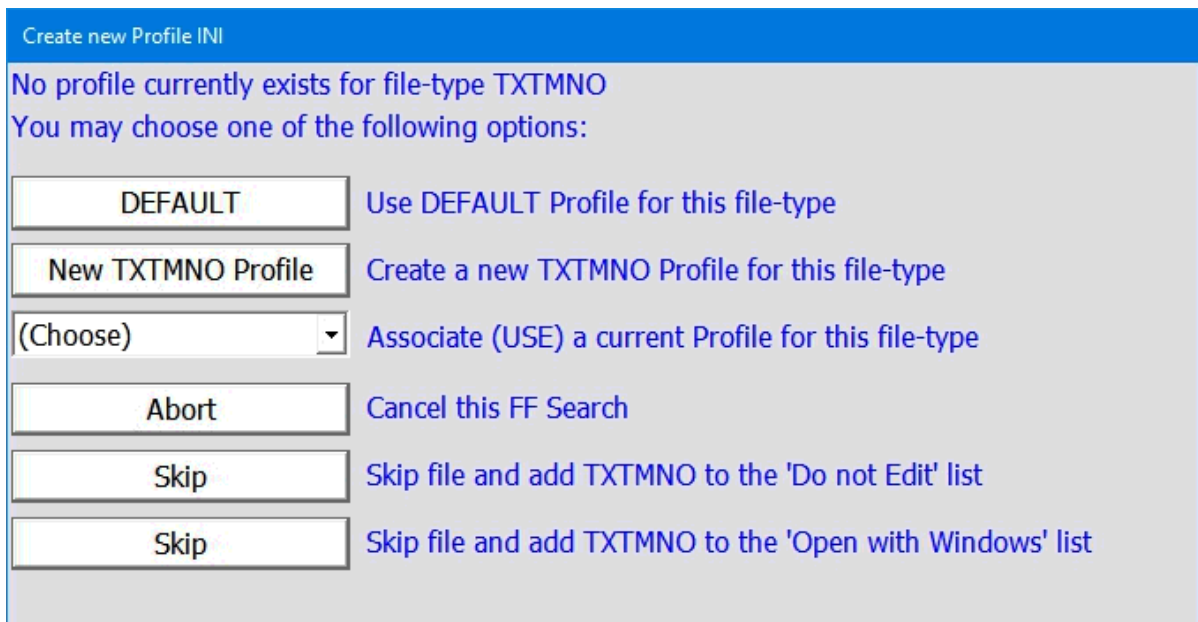 Create new Profile INI
No profile currently exists for file-type TXTMNO
You may choose one of the following options:
DEFAULT Use DEFAULT Profile for this file-type
New TXTMNO Profile Create a new TXTMNO Profile for this file-type
(Choose) Associate (USE) a current Profile for this file-type
Abort Cancel this FF Search
Skip Skip file and add TXTMNO to the 'Do not Edit' list
Skip Skip file and add TXTMNO to the 'Open with Windows' list